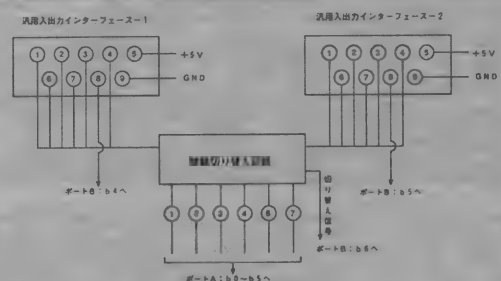 汎用入出力インターフェース-1
汎用入出力インターフェース-2
1 2 3 4 5
+5V
6 7 8 9
GND
1 2 3 4 5
+5V
6 7 8 9
GND
切り替え
ポートB：b4へ
切り替え信号
ポートB：b5へ
1 2 3 4 6 7
ポートB：b6へ
ポートA：b0〜b5へ